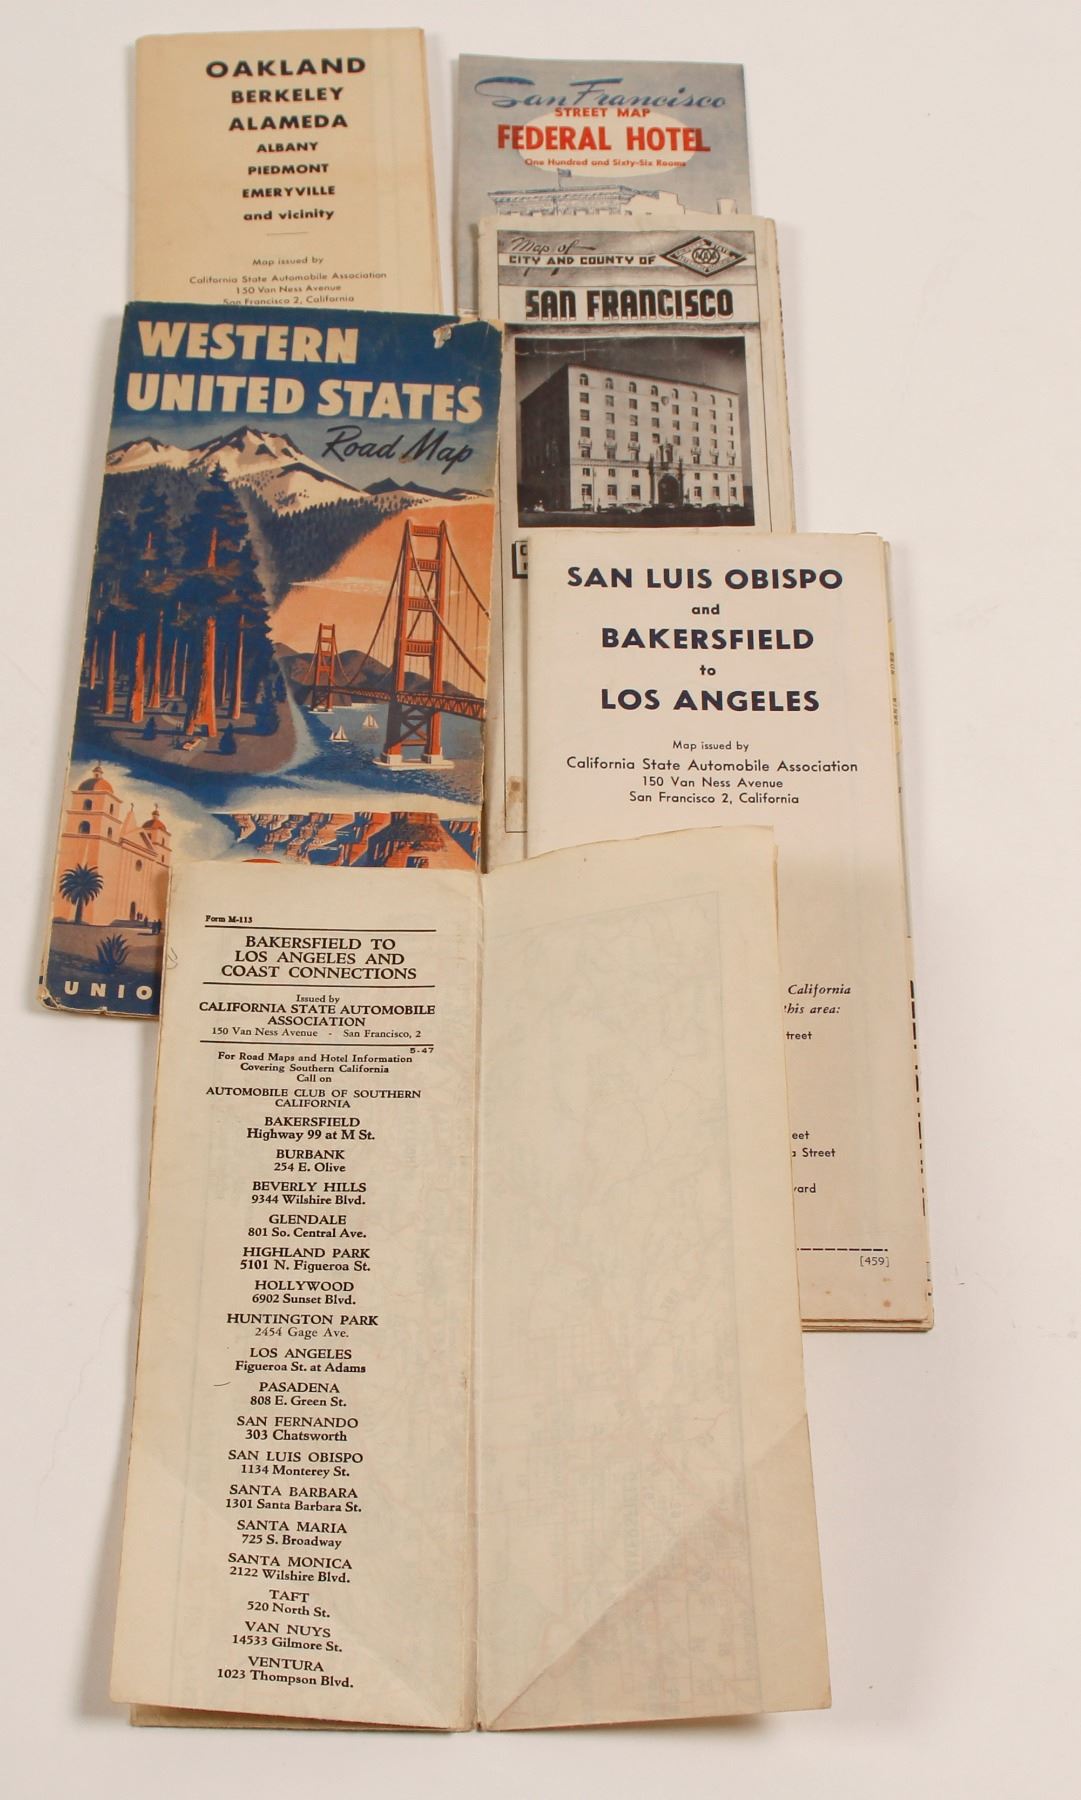 OAKLAND
BERKELEY
ALAMEDA
ALBANY
PIEDMONT
EMERYVILLE
and vicinity
Map issued by
California State Automobile Association
150 Van Ness Avenue
San Francisco 2, California
San Francisco
STREET MAP
FEDERAL HOTEL
One Hundred and Sixty-Six Rooms
Map of
CITY AND COUNTY OF
SAN FRANCISCO
WESTERN
UNITED STATES
Road Map
UNIO
SAN LUIS OBISPO
and
BAKERSFIELD
to
LOS ANGELES
Map issued by
California State Automobile Association
150 Van Ness Avenue
San Francisco 2, California
California
this area:
treet
eet
a Street
vard
[459]
Form M-113
BAKERSFIELD TO
LOS ANGELES AND
COAST CONNECTIONS
Issued by
CALIFORNIA STATE AUTOMOBILE
ASSOCIATION
150 Van Ness Avenue - San Francisco, 2
5-47
For Road Maps and Hotel Information
Covering Southern California
Call on
AUTOMOBILE CLUB OF SOUTHERN
CALIFORNIA
BAKERSFIELD
Highway 99 at M St.
BURBANK
254 E. Olive
BEVERLY HILLS
9344 Wilshire Blvd.
GLENDALE
801 So. Central Ave.
HIGHLAND PARK
5101 N. Figueroa St.
HOLLYWOOD
6902 Sunset Blvd.
HUNTINGTON PARK
2454 Gage Ave.
LOS ANGELES
Figueroa St. at Adams
PASADENA
808 E. Green St.
SAN FERNANDO
303 Chatsworth
SAN LUIS OBISPO
1134 Monterey St.
SANTA BARBARA
1301 Santa Barbara St.
SANTA MARIA
725 S. Broadway
SANTA MONICA
2122 Wilshire Blvd.
TAFT
520 North St.
VAN NUYS
14533 Gilmore St.
VENTURA
1023 Thompson Blvd.